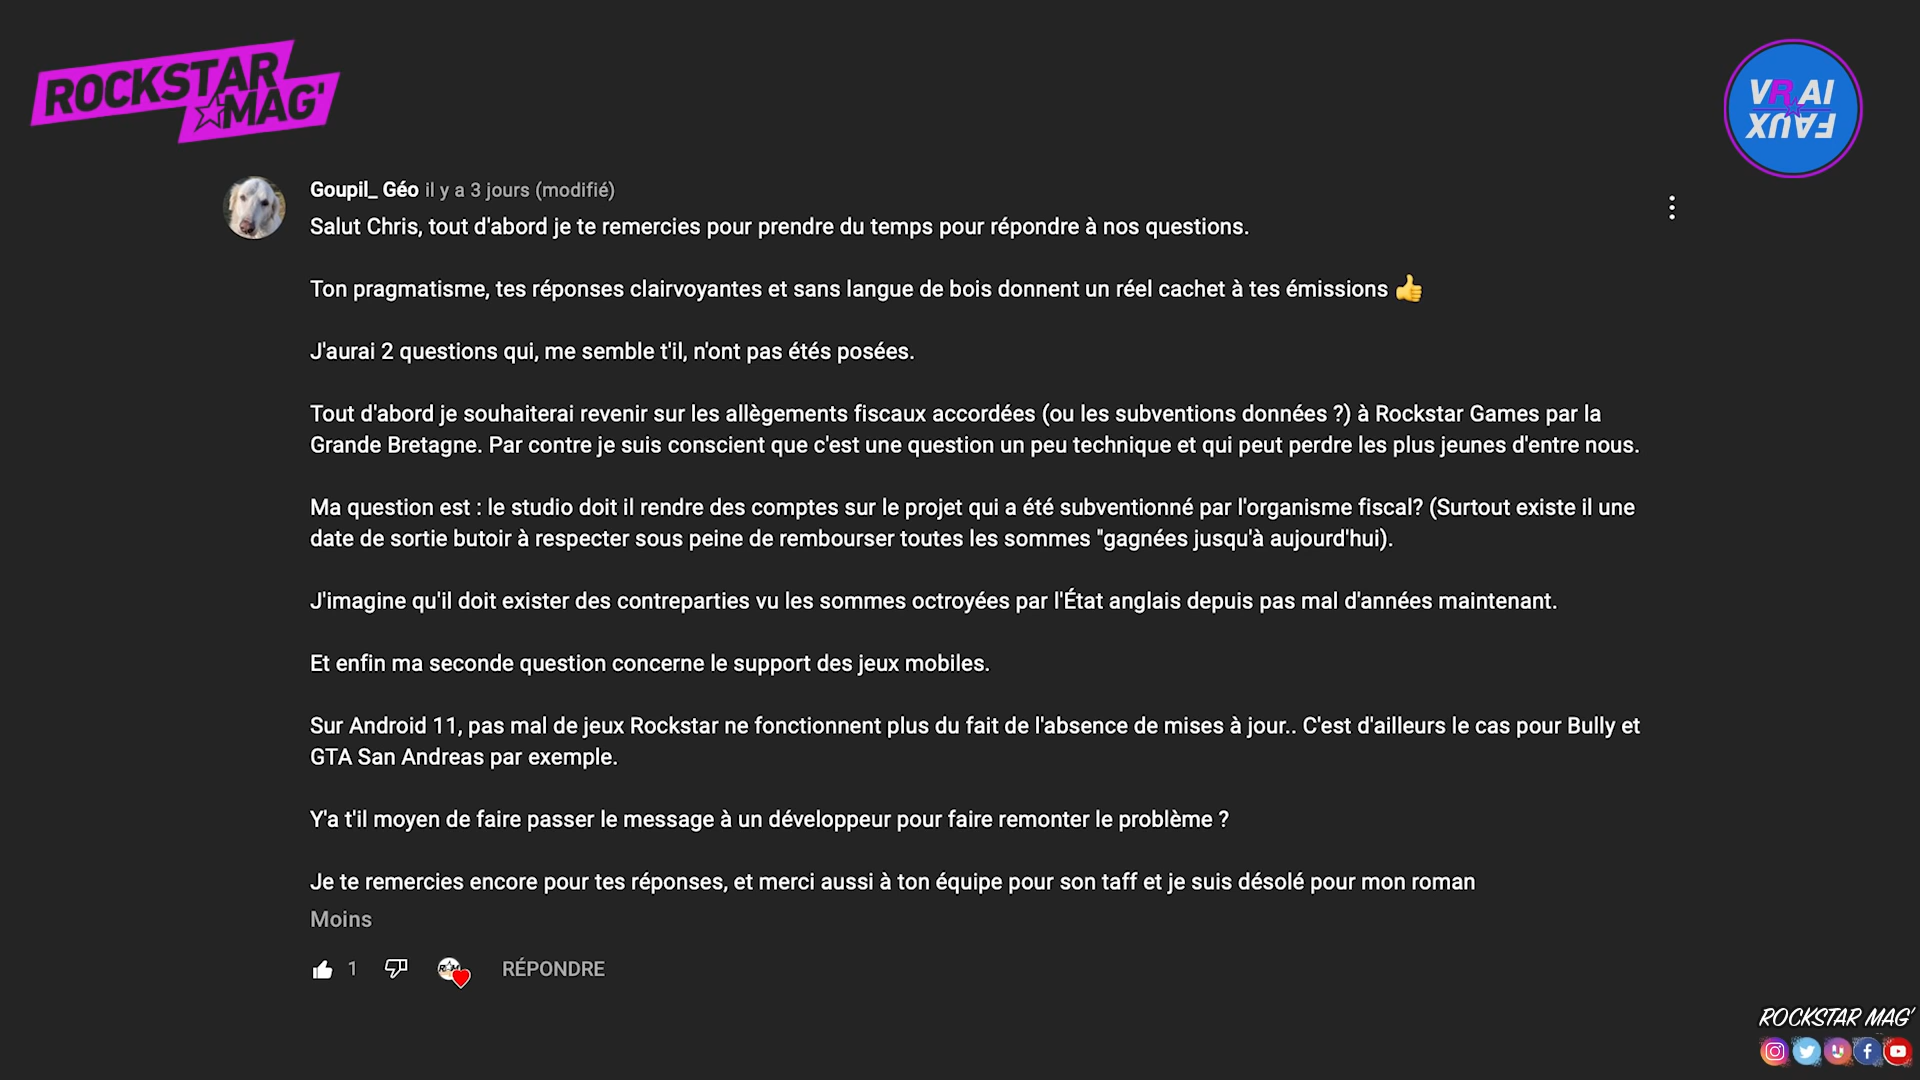 ROCKSTAR
MAG'
VRAI
FAUX
Goupil_ Géo il y a 3 jours (modifié)
Salut Chris, tout d'abord je te remercies pour prendre du temps pour répondre à nos questions.
Ton pragmatisme, tes réponses clairvoyantes et sans langue de bois donnent un réel cachet à tes émissions 👍
J'aurai 2 questions qui, me semble t'il, n'ont pas étés posées.
Tout d'abord je souhaiterai revenir sur les allègements fiscaux accordées (ou les subventions données ?) à Rockstar Games par la
Grande Bretagne. Par contre je suis conscient que c'est une question un peu technique et qui peut perdre les plus jeunes d'entre nous.
Ma question est : le studio doit il rendre des comptes sur le projet qui a été subventionné par l'organisme fiscal? (Surtout existe il une
date de sortie butoir à respecter sous peine de rembourser toutes les sommes "gagnées jusqu'à aujourd'hui).
J'imagine qu'il doit exister des contreparties vu les sommes octroyées par l'État anglais depuis pas mal d'années maintenant.
Et enfin ma seconde question concerne le support des jeux mobiles.
Sur Android 11, pas mal de jeux Rockstar ne fonctionnent plus du fait de l'absence de mises à jour.. C'est d'ailleurs le cas pour Bully et
GTA San Andreas par exemple.
Y'a t'il moyen de faire passer le message à un développeur pour faire remonter le problème ?
Je te remercies encore pour tes réponses, et merci aussi à ton équipe pour son taff et je suis désolé pour mon roman
Moins
1 RÉPONDRE
ROCKSTAR MAG'